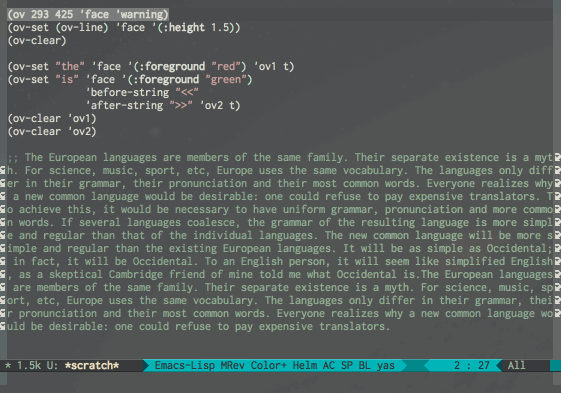 (ov 293 425 'face 'warning)
(ov-set (ov-line) 'face '(:height 1.5))
(ov-clear)
(ov-set "the" 'face '(:foreground "red") 'ov1 t)
(ov-set "is" 'face '(:foreground "green")
'before-string "<<"
'after-string ">>" 'ov2 t)
(ov-clear 'ov1)
(ov-clear 'ov2)
;; The European languages are members of the same family. Their separate existence is a myt
h. For science, music, sport, etc, Europe uses the same vocabulary. The languages only diff
er in their grammar, their pronunciation and their most common words. Everyone realizes why
a new common language would be desirable: one could refuse to pay expensive translators. T
o achieve this, it would be necessary to have uniform grammar, pronunciation and more commo
n words. If several languages coalesce, the grammar of the resulting language is more simpl
e and regular than that of the individual languages. The new common language will be more s
imple and regular than the existing European languages. It will be as simple as Occidental;
in fact, it will be Occidental. To an English person, it will seem like simplified English
, as a skeptical Cambridge friend of mine told me what Occidental is.The European languages
are members of the same family. Their separate existence is a myth. For science, music, sp
ort, etc, Europe uses the same vocabulary. The languages only differ in their grammar, thei
r pronunciation and their most common words. Everyone realizes why a new common language wo
uld be desirable: one could refuse to pay expensive translators.
* 1.5k U: *scratch* Emacs-Lisp MRev Color+ Helm AC SP BL yas 2 : 27 All